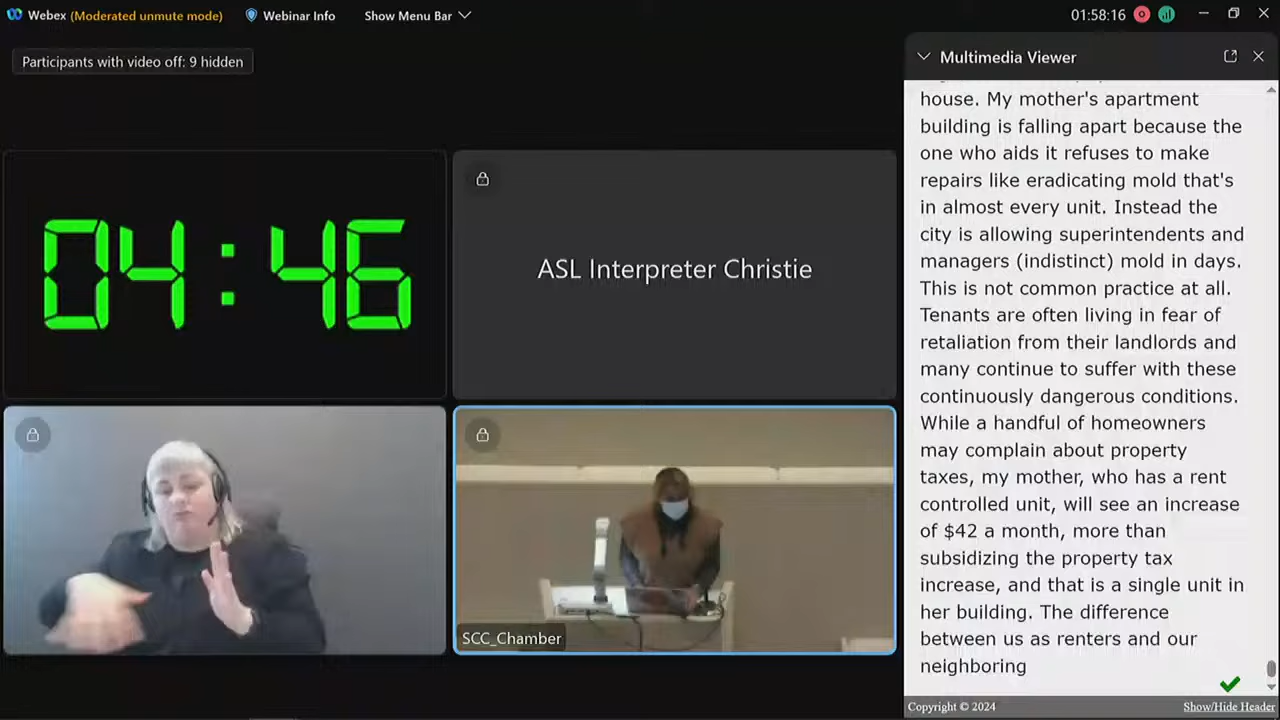 Webex (Moderated unmute mode) Webinar Info Show Menu Bar 01:58:16
Participants with video off: 9 hidden
04:46
ASL Interpreter Christie
SCC_Chamber
Multimedia Viewer
house. My mother's apartment
building is falling apart because the
one who aids it refuses to make
repairs like eradicating mold that's
in almost every unit. Instead the
city is allowing superintendents and
managers (indistinct) mold in days.
This is not common practice at all.
Tenants are often living in fear of
retaliation from their landlords and
many continue to suffer with these
continuously dangerous conditions.
While a handful of homeowners
may complain about property
taxes, my mother, who has a rent
controlled unit, will see an increase
of $42 a month, more than
subsidizing the property tax
increase, and that is a single unit in
her building. The difference
between us as renters and our
neighboring
Copyright © 2024 Show/Hide Header